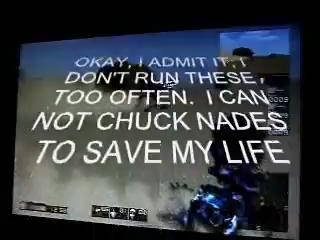 OKAY, I ADMIT IT, I
DON'T RUN THESE
TOO OFTEN. I CAN
NOT CHUCK NADES
TO SAVE MY LIFE